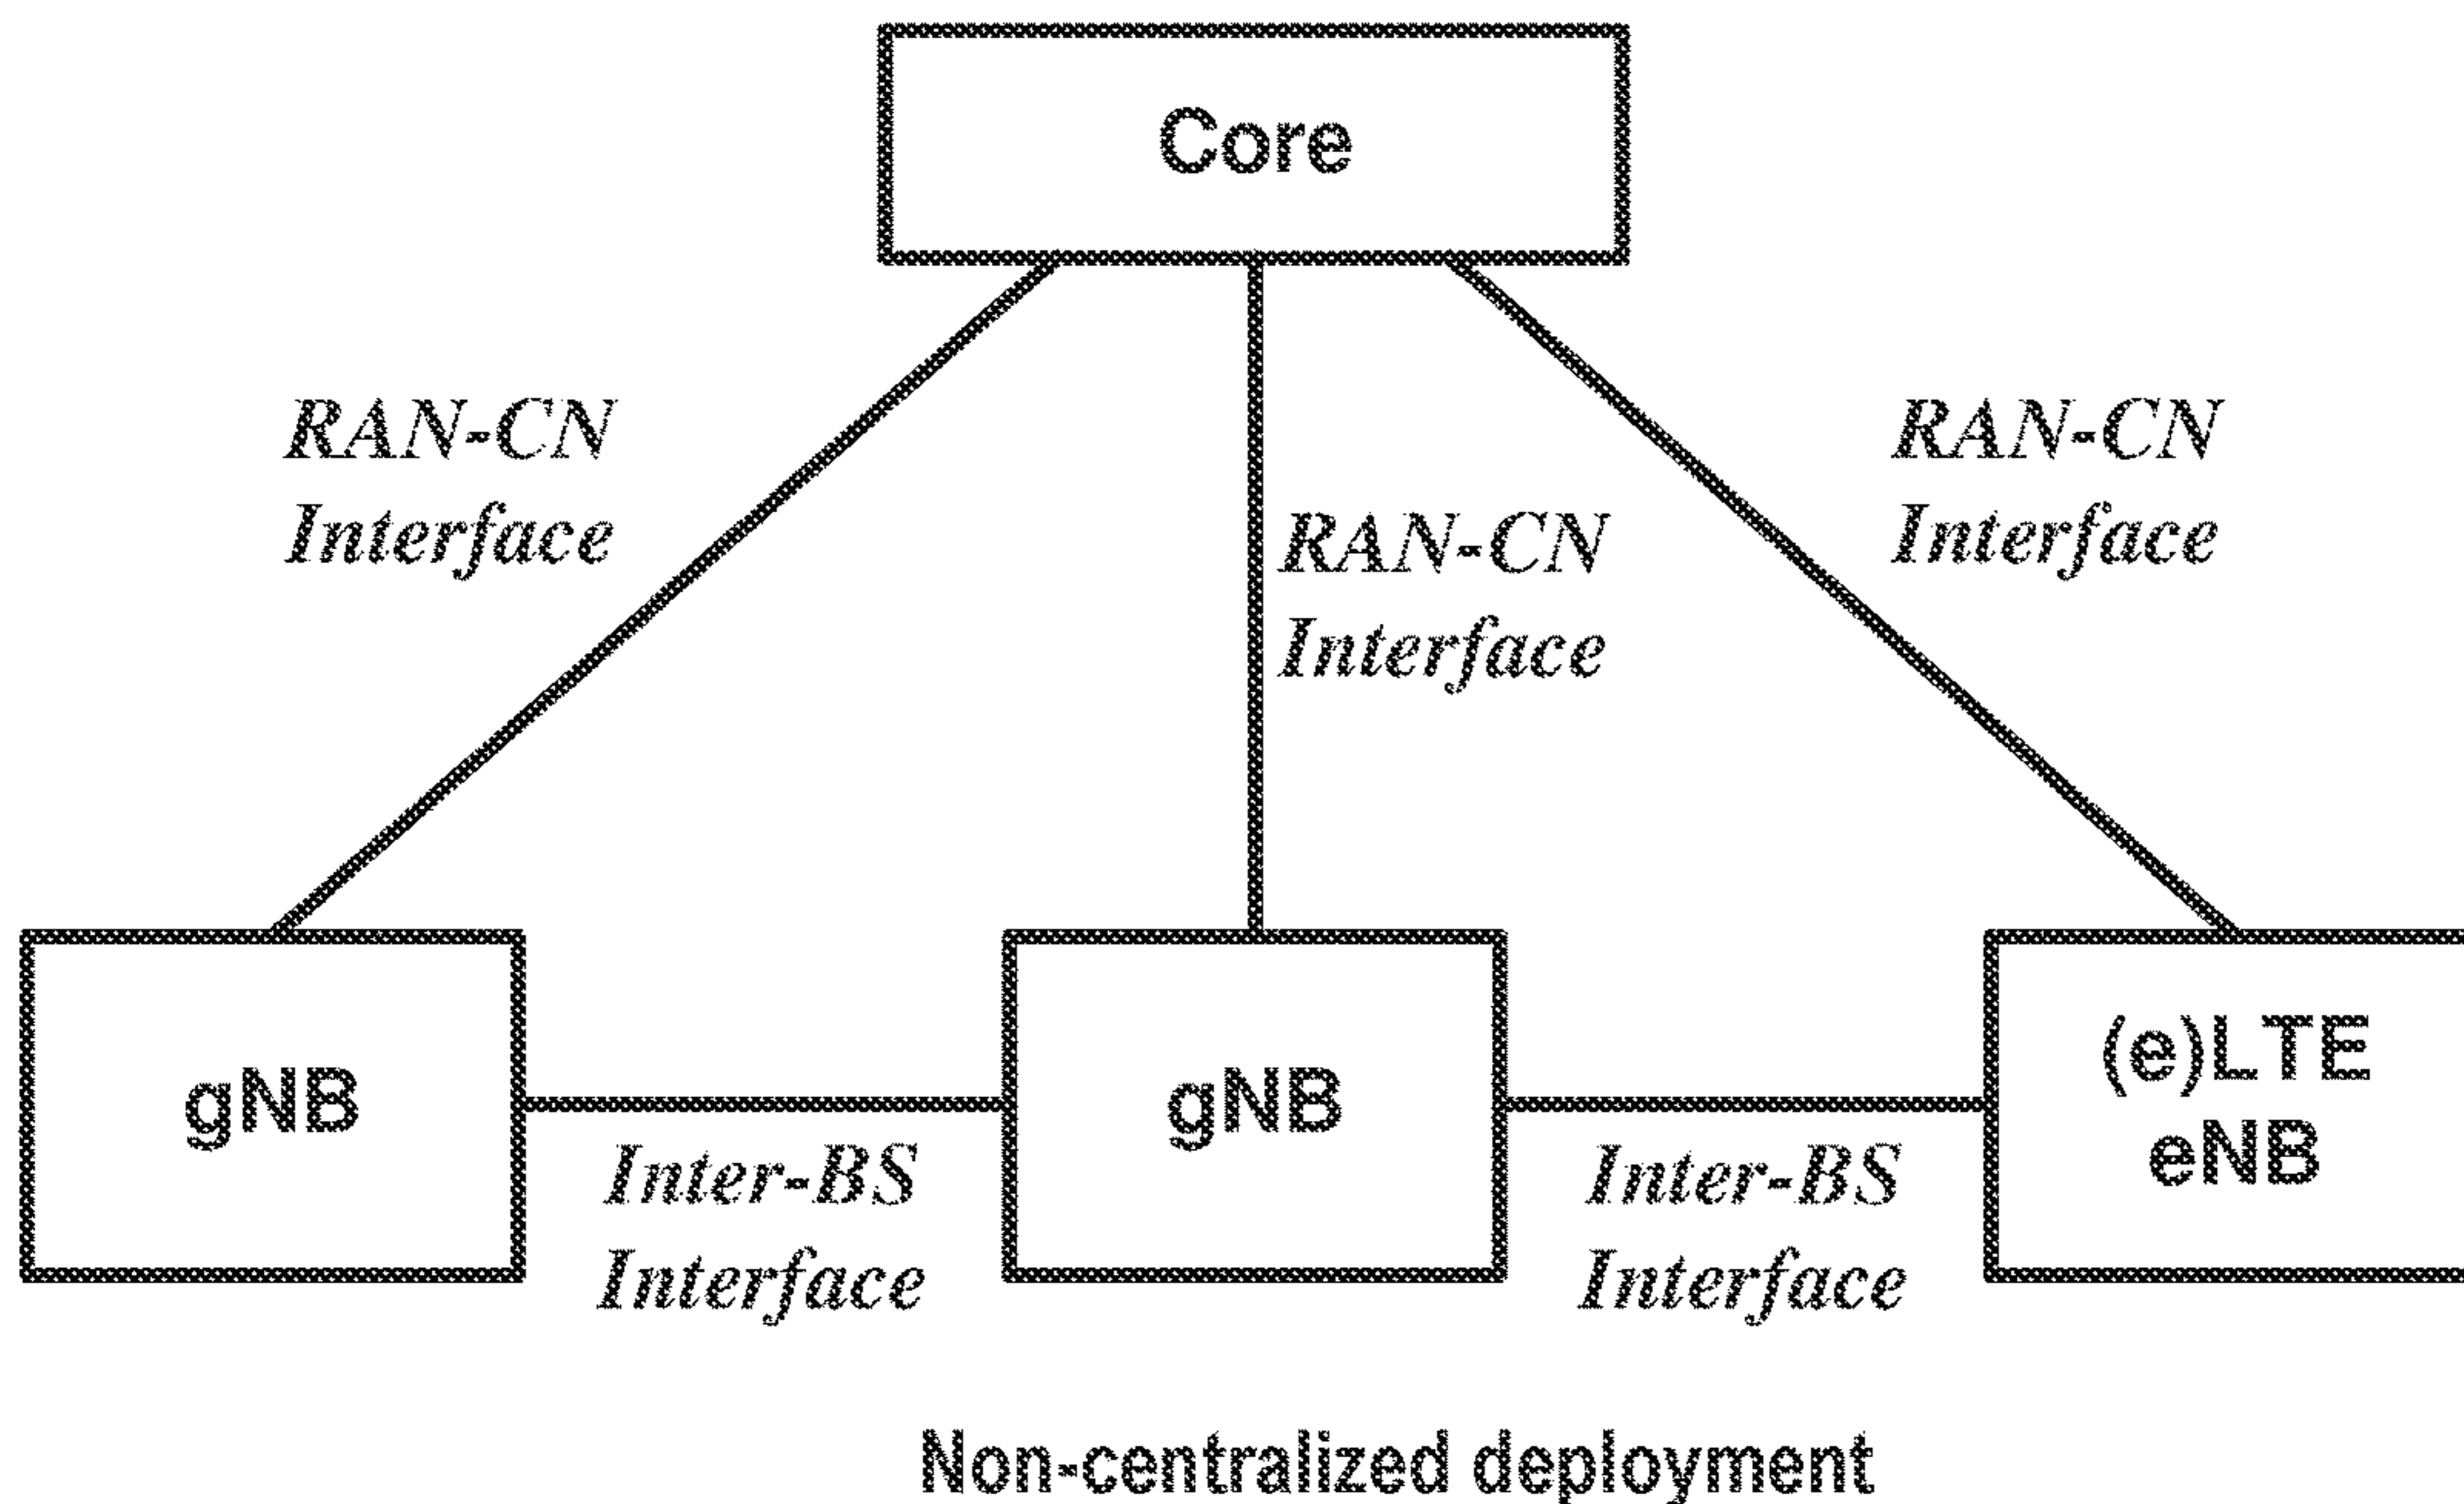 Core
RAN-CN
Interface
RAN-CN
Interface
RAN-CN
Interface
gNB
gNB
(e)LTE
eNB
Inter-BS
Interface
Inter-BS
Interface
Non-centralized deployment